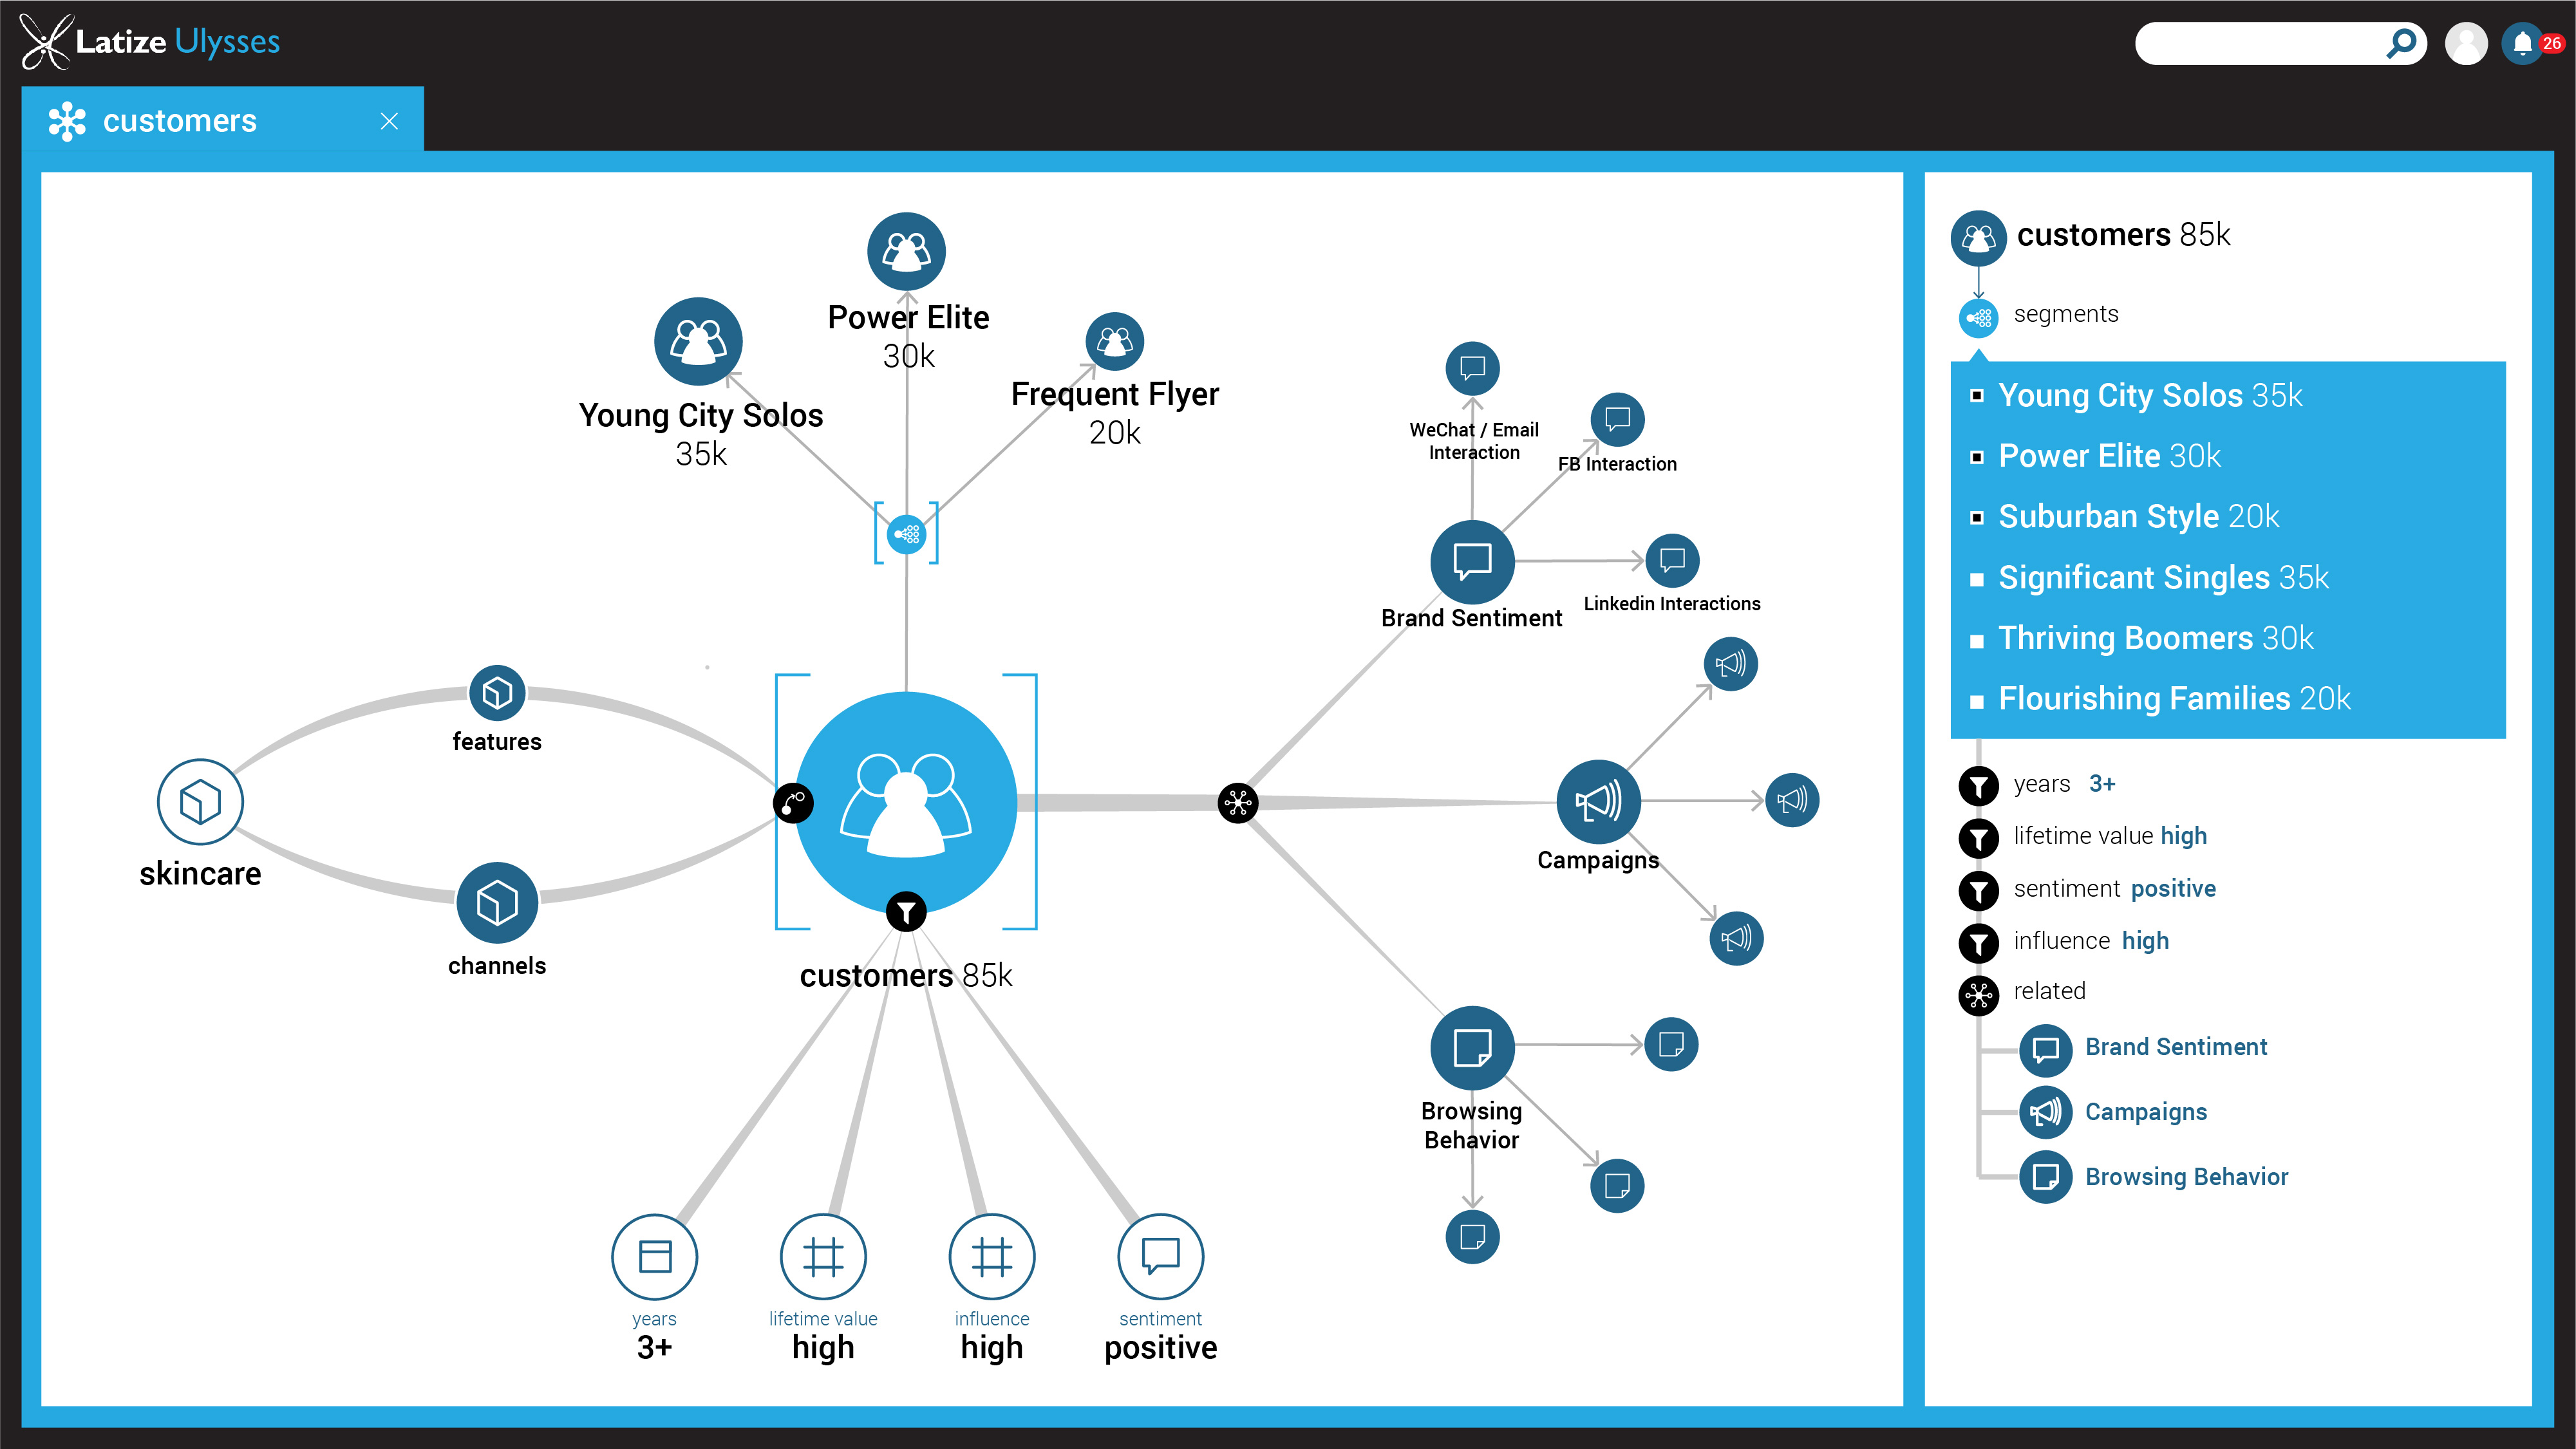 Latize Ulysses
26
customers
Power Elite
30k
Young City Solos
35k
Frequent Flyer
20k
WeChat / Email
Interaction
FB Interaction
Linkedin Interactions
Brand Sentiment
features
skincare
channels
customers 85k
Campaigns
Browsing
Behavior
years
3+
lifetime value
high
influence
high
sentiment
positive
customers 85k
segments
Young City Solos 35k
Power Elite 30k
Suburban Style 20k
Significant Singles 35k
Thriving Boomers 30k
Flourishing Families 20k
years 3+
lifetime value high
sentiment positive
influence high
related
Brand Sentiment
Campaigns
Browsing Behavior